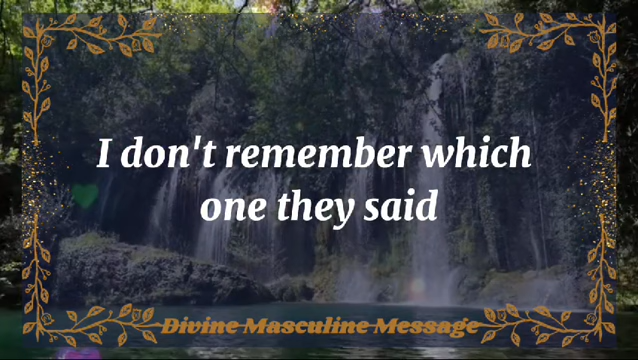 I don't remember which
one they said
Divine Masculine Message